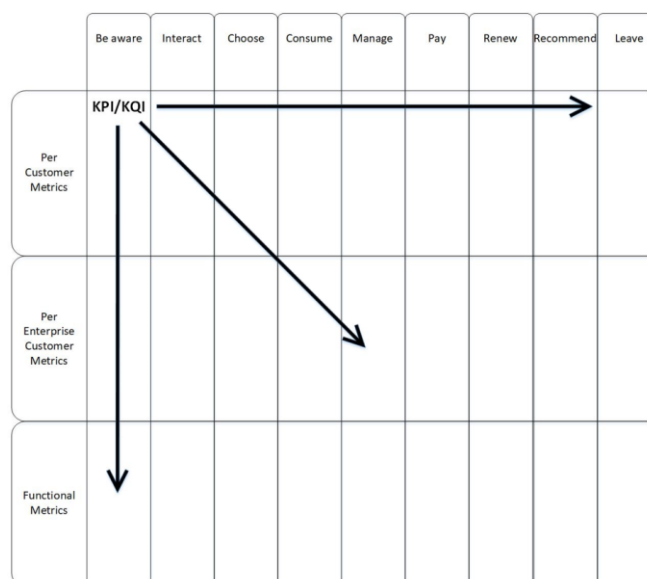 Be aware
Interact
Choose
Consume
Manage
Pay
Renew
Recommend
Leave
KPI/KQI
Per
Customer
Metrics
Per
Enterprise
Customer
Metrics
Functional
Metrics